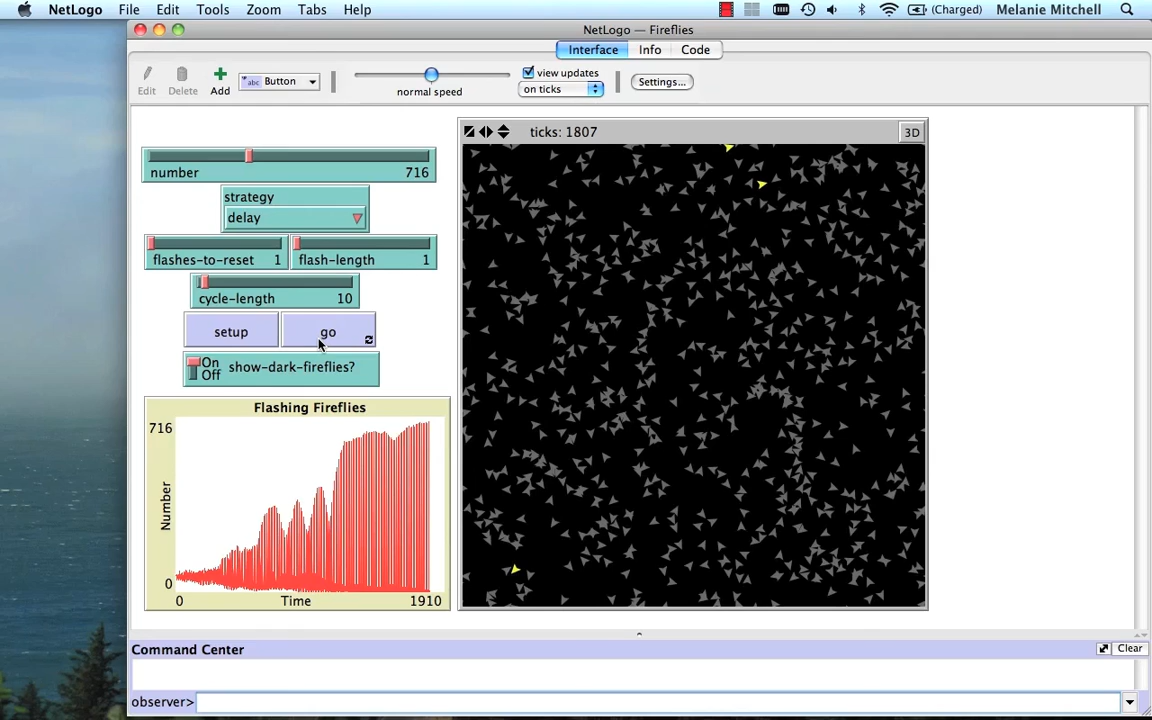 NetLogo File Edit Tools Zoom Tabs Help (Charged) Melanie Mitchell
NetLogo — Fireflies
Interface Info Code
Edit Delete Add abc Button normal speed view updates on ticks Settings...
ticks: 1807 3D
number 716
strategy
delay
flashes-to-reset 1 flash-length 1
cycle-length 10
setup go
On
Off
show-dark-fireflies?
Flashing Fireflies
716
Number
0
0 Time 1910
Command Center Clear
observer>